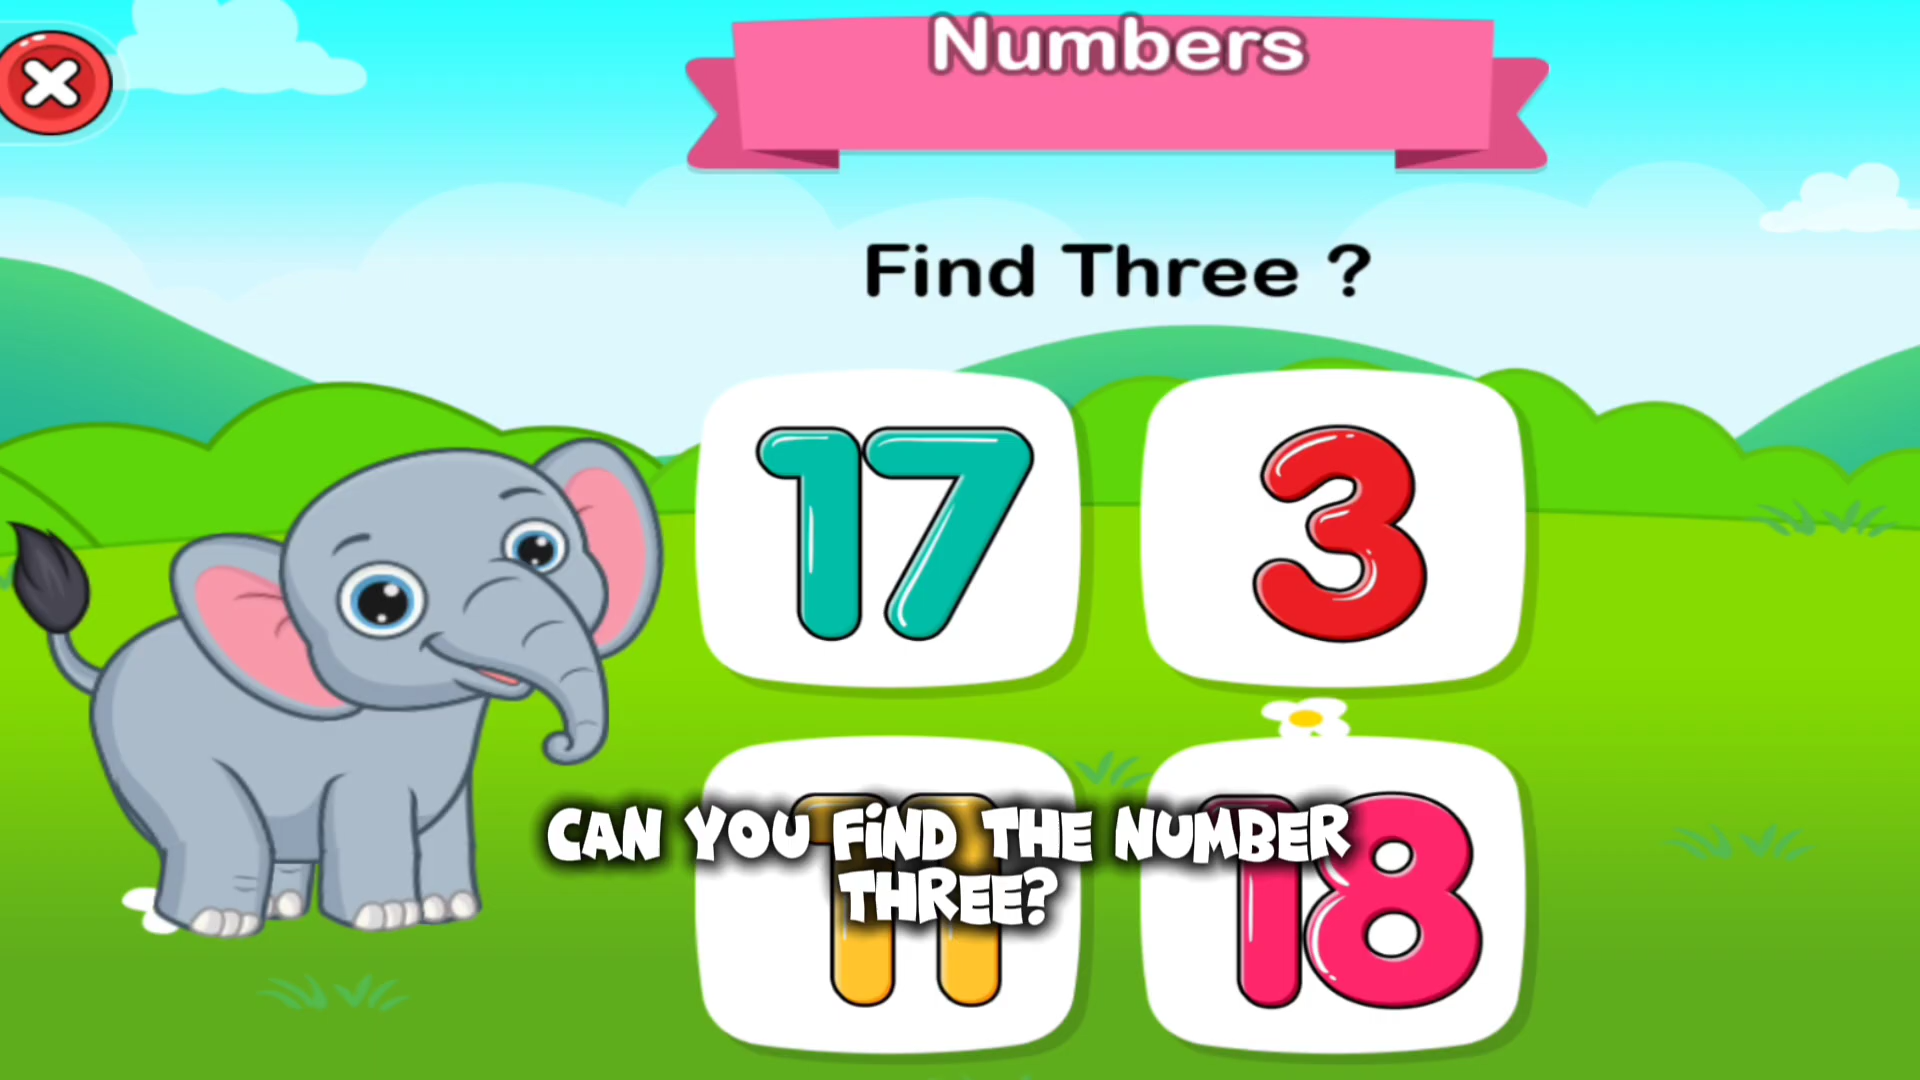 Numbers
Find Three ?
17
3
CAN YOU FIND THE NUMBER
THREE?
11
18